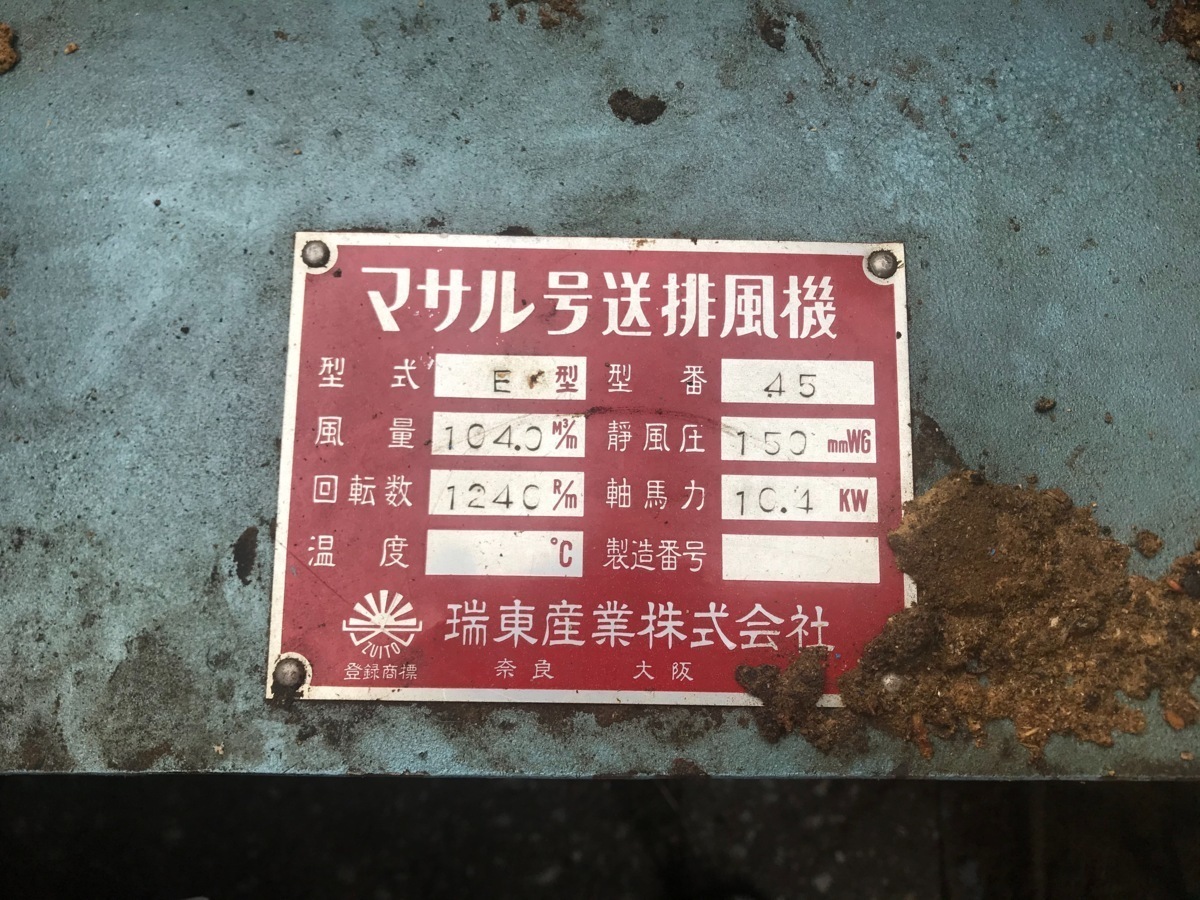 マサル号送排風機
型式 E型 型番 45
風量 1040 M³/m 静風圧 150 mmWG
回転数 1240 R/m 軸馬力 10.4 KW
温度 ℃ 製造番号
ZUITO 瑞東産業株式会社
登録商標 奈良 大阪